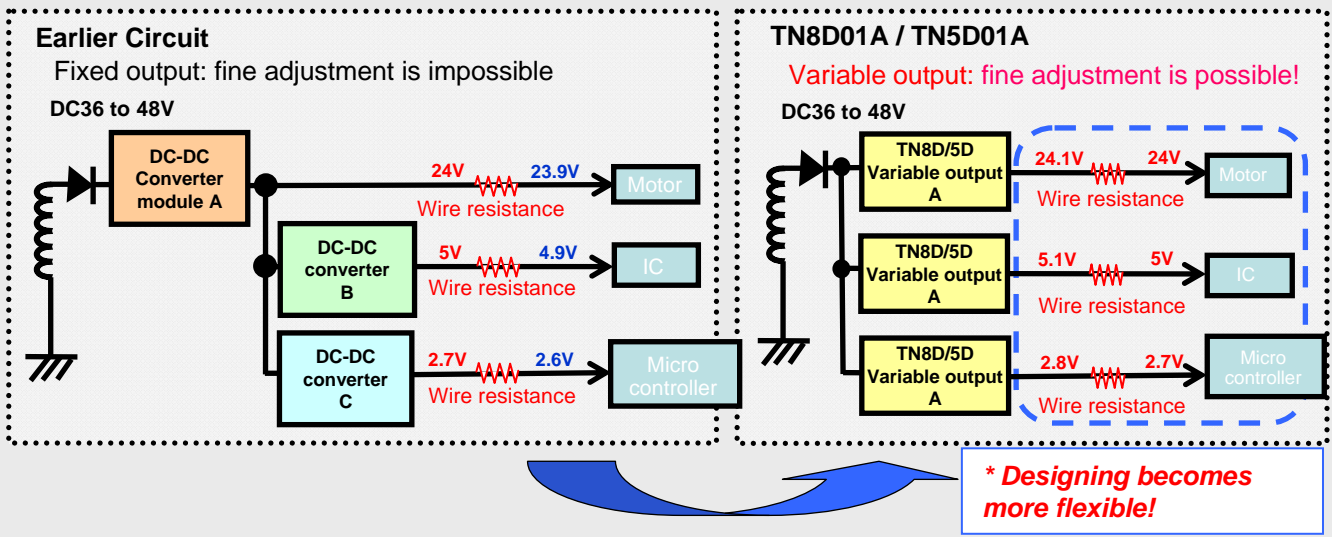 Earlier Circuit
Fixed output: fine adjustment is impossible
DC36 to 48V
DC-DC
Converter
module A
24V
23.9V
Wire resistance
Motor
DC-DC
converter
B
5V
4.9V
Wire resistance
IC
DC-DC
converter
C
2.7V
2.6V
Wire resistance
Micro
controller
TN8D01A / TN5D01A
Variable output: fine adjustment is possible!
DC36 to 48V
TN8D/5D
Variable output
A
24.1V
24V
Wire resistance
Motor
TN8D/5D
Variable output
A
5.1V
5V
Wire resistance
IC
TN8D/5D
Variable output
A
2.8V
2.7V
Wire resistance
Micro
controller
* Designing becomes
more flexible!